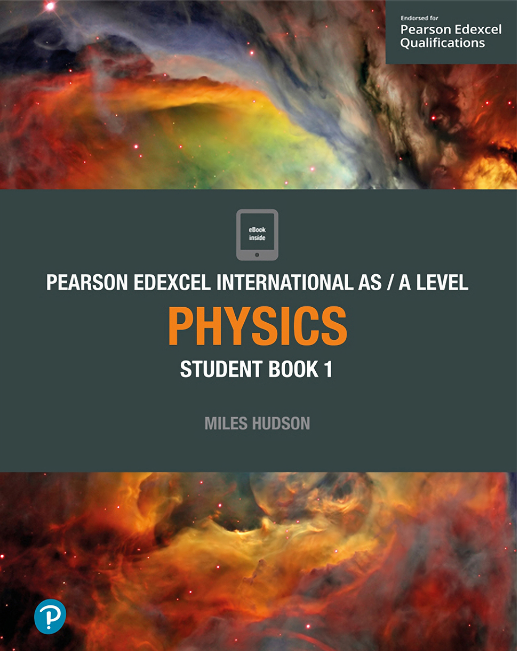 Endorsed for
Pearson Edexcel
Qualifications
eBook
inside
PEARSON EDEXCEL INTERNATIONAL AS / A LEVEL
PHYSICS
STUDENT BOOK 1
MILES HUDSON
P